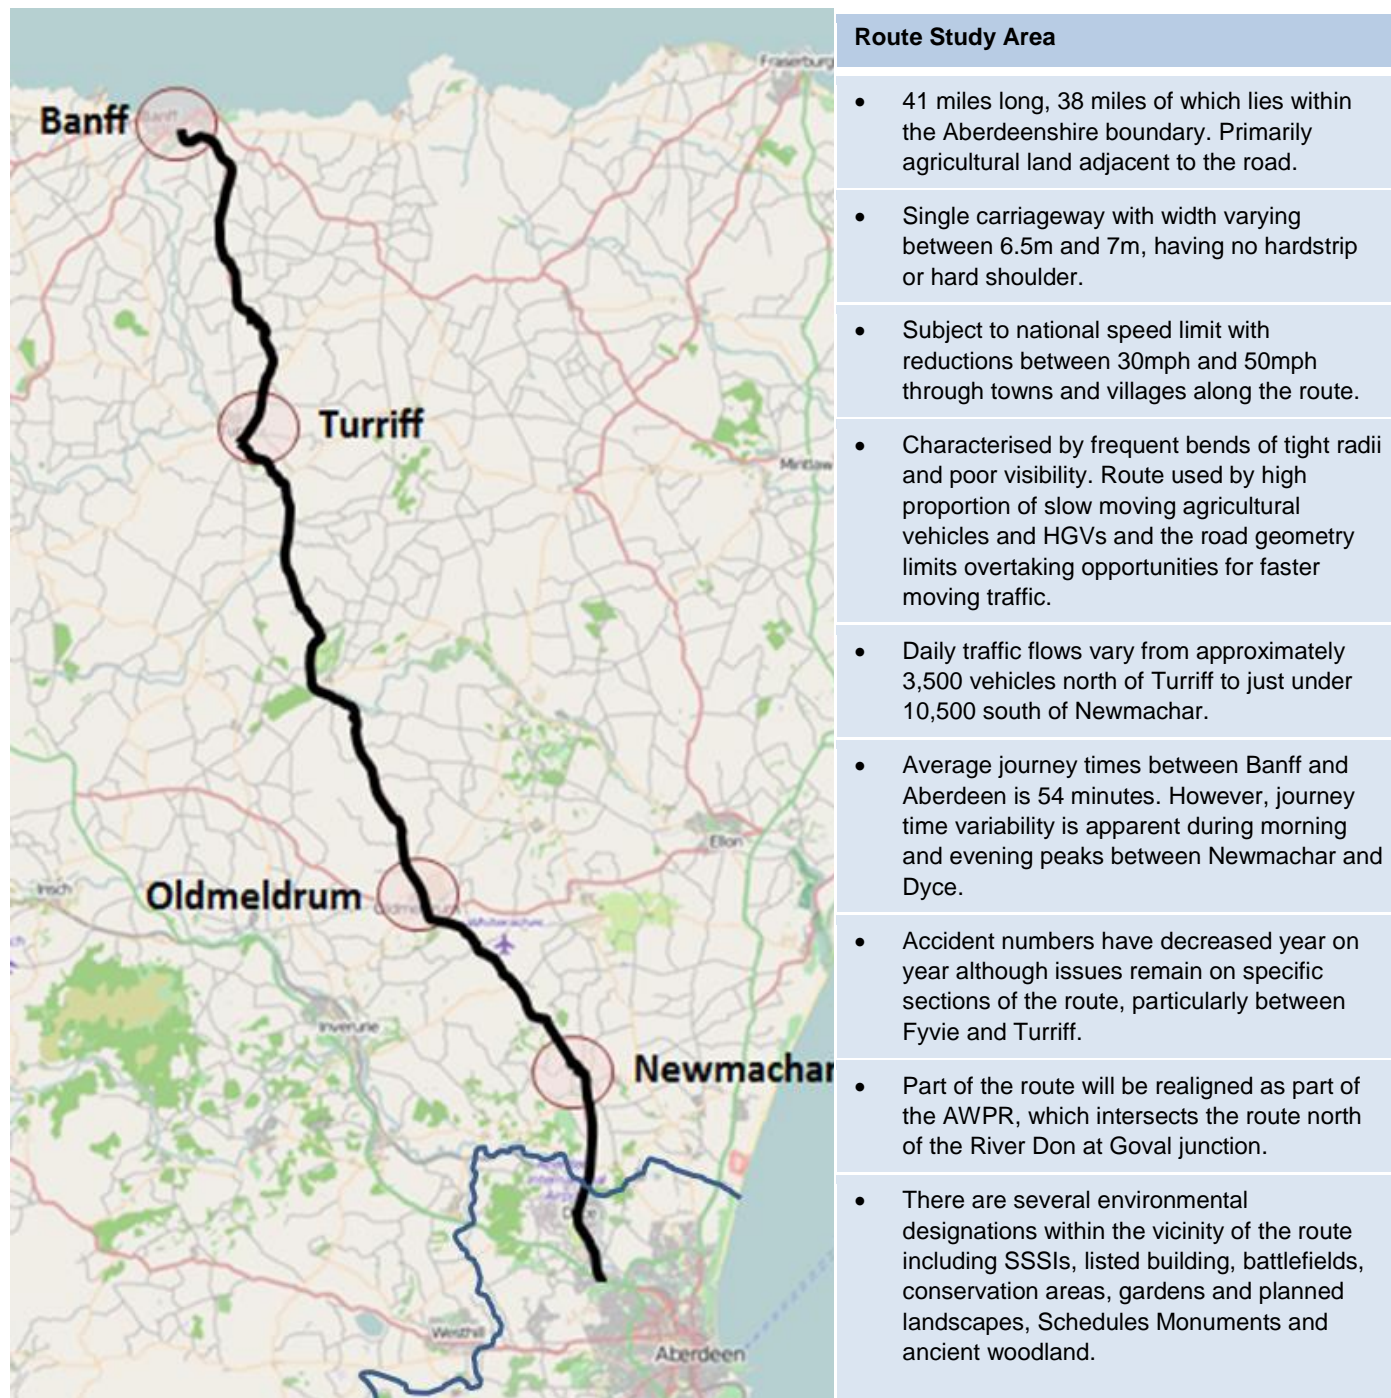 Fraserburg
Banff
Banff
Turriff
Mintlaw
Ellon
Insch
Oldmeldrum
Oldmeldrum
Inverurie
Newmachar
International
Westhill
Aberdeen
Route Study Area
• 41 miles long, 38 miles of which lies within
the Aberdeenshire boundary. Primarily
agricultural land adjacent to the road.
• Single carriageway with width varying
between 6.5m and 7m, having no hardstrip
or hard shoulder.
• Subject to national speed limit with
reductions between 30mph and 50mph
through towns and villages along the route.
• Characterised by frequent bends of tight radii
and poor visibility. Route used by high
proportion of slow moving agricultural
vehicles and HGVs and the road geometry
limits overtaking opportunities for faster
moving traffic.
• Daily traffic flows vary from approximately
3,500 vehicles north of Turriff to just under
10,500 south of Newmachar.
• Average journey times between Banff and
Aberdeen is 54 minutes. However, journey
time variability is apparent during morning
and evening peaks between Newmachar and
Dyce.
• Accident numbers have decreased year on
year although issues remain on specific
sections of the route, particularly between
Fyvie and Turriff.
• Part of the route will be realigned as part of
the AWPR, which intersects the route north
of the River Don at Goval junction.
• There are several environmental
designations within the vicinity of the route
including SSSIs, listed building, battlefields,
conservation areas, gardens and planned
landscapes, Schedules Monuments and
ancient woodland.